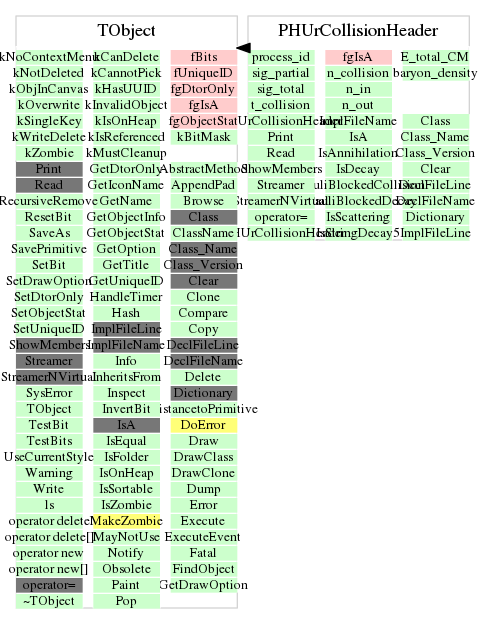 TObject PHUrCollisionHeader
kNoContextMenu kCanDelete fBits process_id fgIsA E_total_CM
kNotDeleted kCannotPick fUniqueID sig_partial n_collision baryon_density
kObjInCanvas kHasUUID fgDtorOnly sig_total n_in
kOverwrite kInvalidObject fgIsA t_collision n_out
kSingleKey kIsOnHeap fgObjectStat ImplFileName Class
kWriteDelete kIsReferenced kBitMask Print IsA Class_Name
kZombie kMustCleanup Read IsAnnihilation Class_Version
Print GetDtorOnly AbstractMethod ShowMembers IsDecay Clear
Read GetIconName AppendPad Streamer DeclFileLine
RecursiveRemove GetName Browse StreamerNVirtual DeclFileName
ResetBit GetObjectInfo Class operator= IsScattering Dictionary
SaveAs GetObjectStat ClassName IsStringDecay5 ImplFileLine
SavePrimitive GetOption Class_Name
SetBit GetTitle Class_Version
SetDrawOption GetUniqueID Clear
SetDtorOnly HandleTimer Clone
SetObjectStat Hash Compare
SetUniqueID ImplFileLine Copy
ShowMembers ImplFileName DeclFileLine
Streamer Info DeclFileName
StreamerNVirtual InheritsFrom Delete
SysError Inspect Dictionary
TObject InvertBit istancetoPrimitive
TestBit IsA DoError
TestBits IsEqual Draw
UseCurrentStyle IsFolder DrawClass
Warning IsOnHeap DrawClone
Write IsSortable Dump
ls IsZombie Error
operator delete MakeZombie Execute
operator delete[] MayNotUse ExecuteEvent
operator new Notify Fatal
operator new[] Obsolete FindObject
operator= Paint GetDrawOption
~TObject Pop